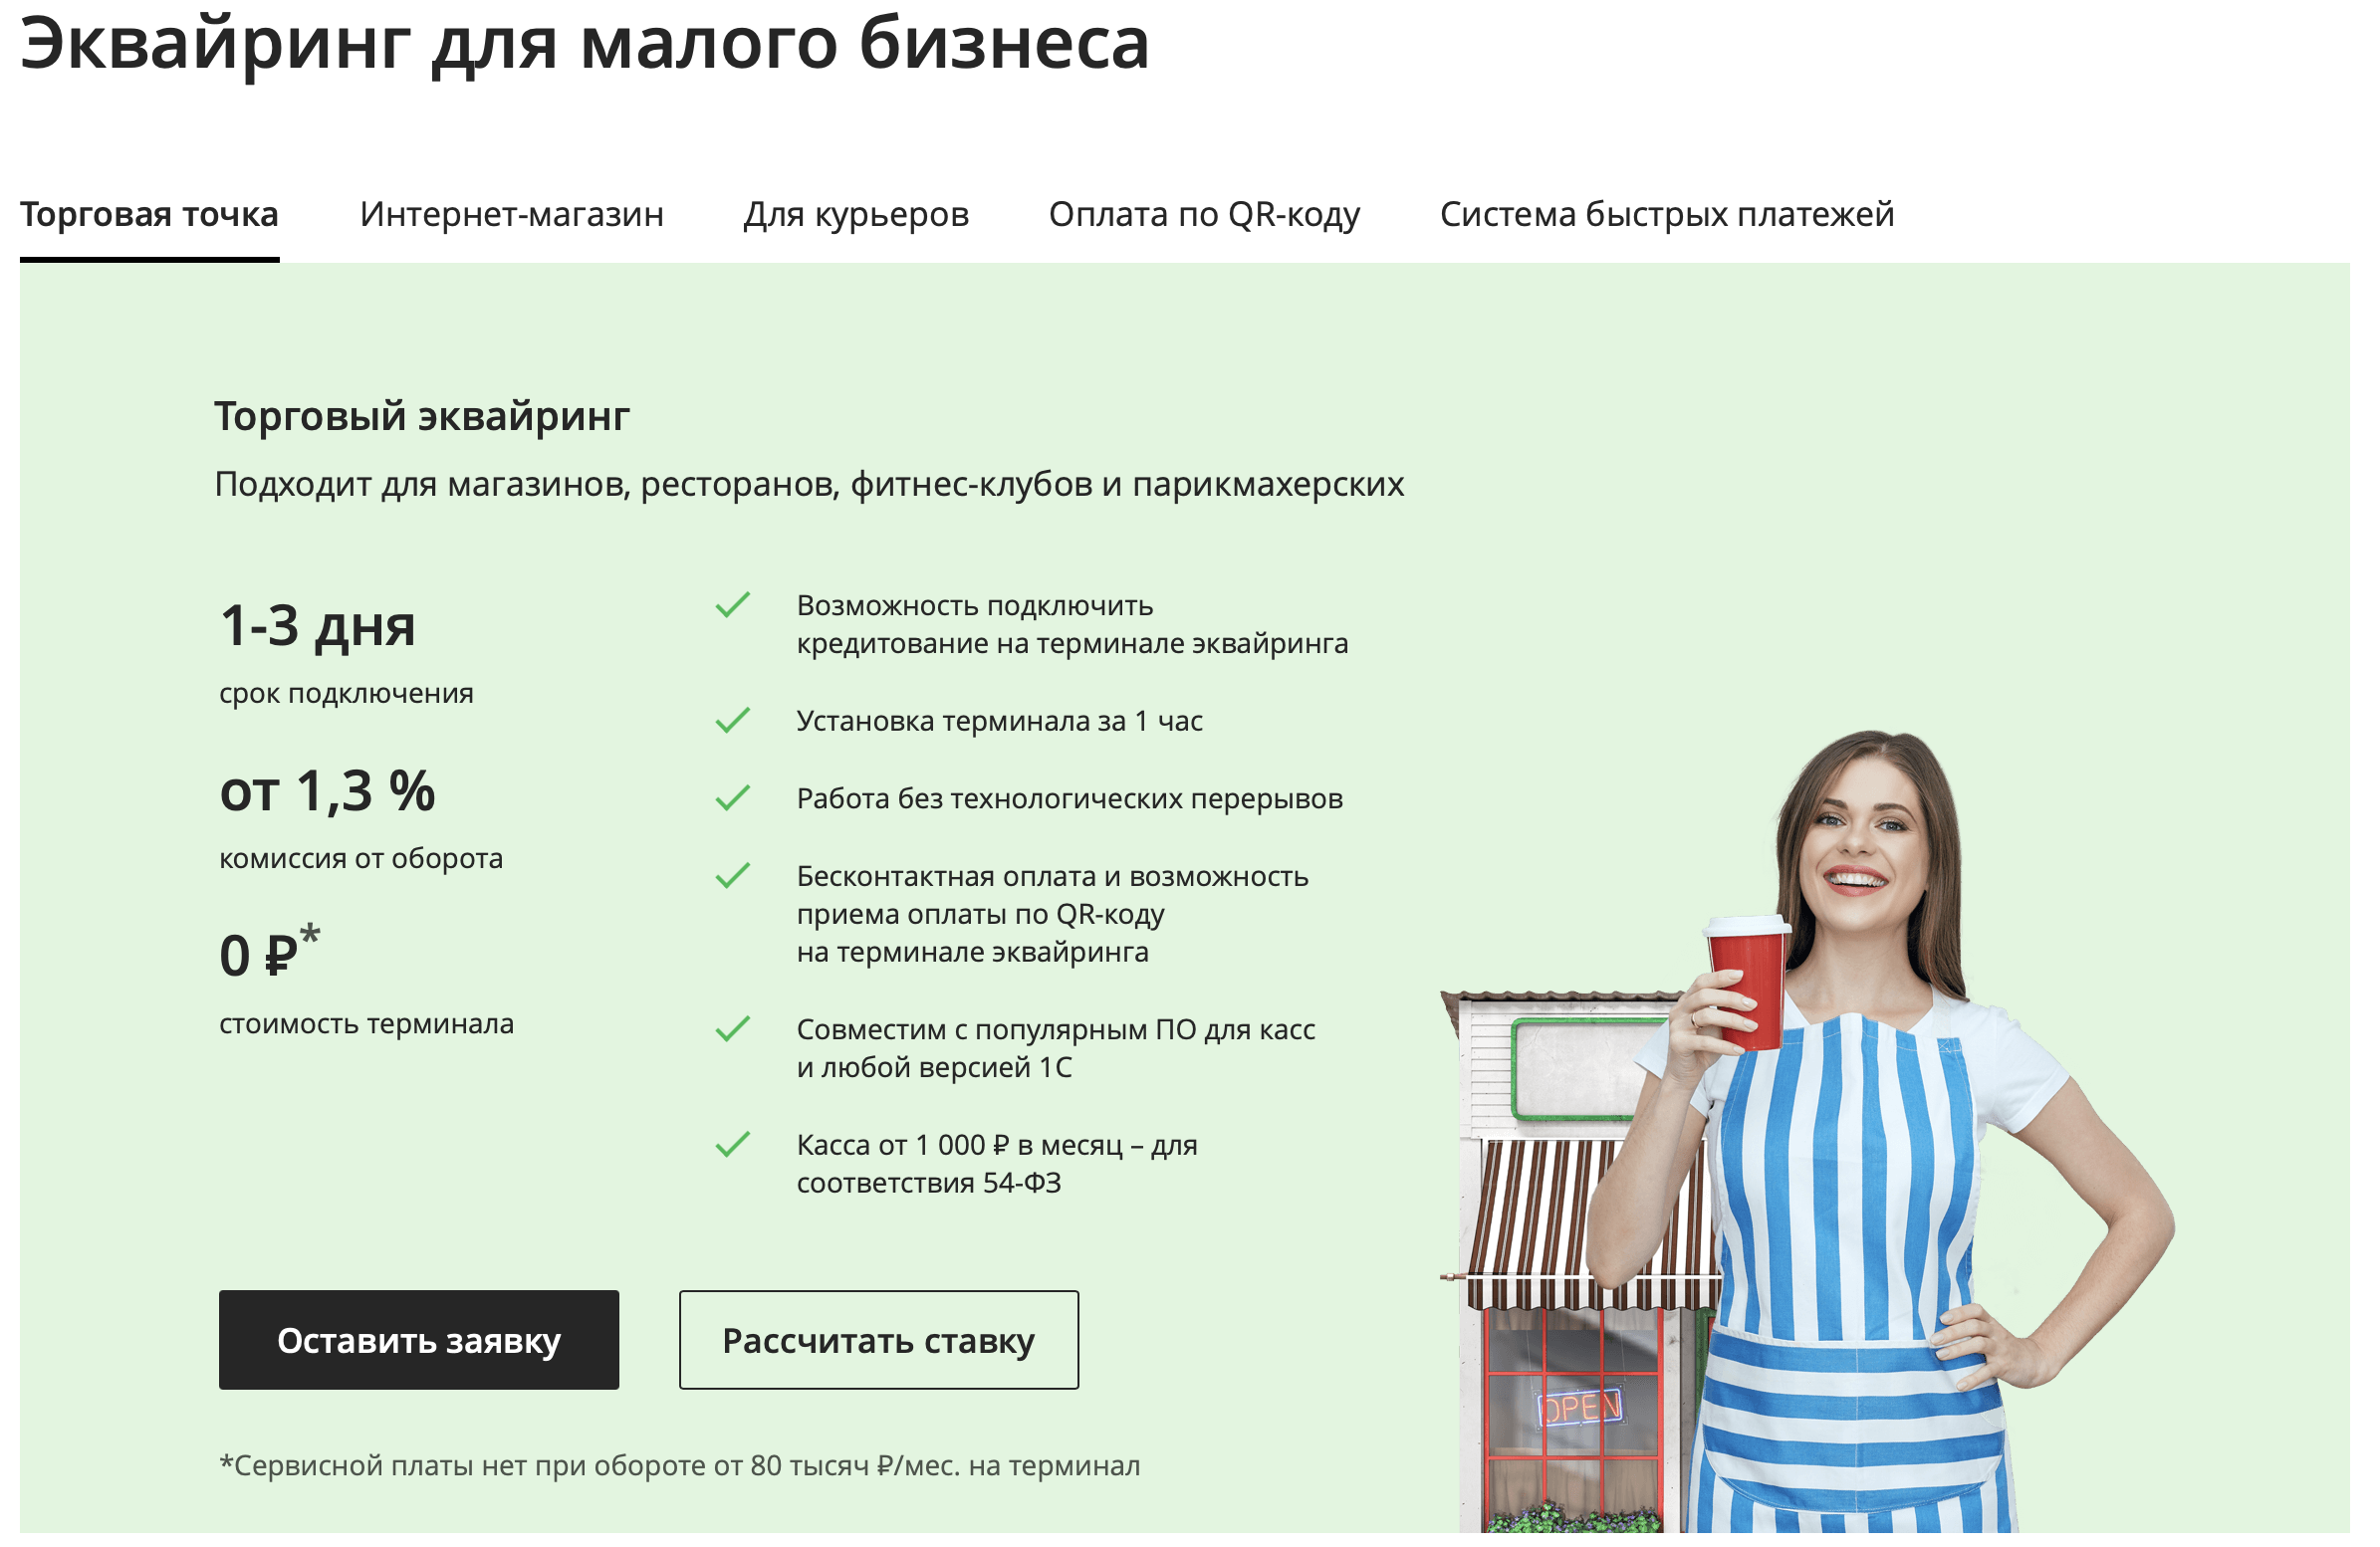 Эквайринг для малого бизнеса
Торговая точка
Интернет-магазин
Для курьеров
Оплата по QR-коду
Система быстрых платежей
Торговый эквайринг
Подходит для магазинов, ресторанов, фитнес-клубов и парикмахерских
1-3 дня
срок подключения
от 1,3 %
комиссия от оборота
0 ₽*
стоимость терминала
Возможность подключить
кредитование на терминале эквайринга
Установка терминала за 1 час
Работа без технологических перерывов
Бесконтактная оплата и возможность
приема оплаты по QR-коду
на терминале эквайринга
Совместим с популярным ПО для касс
и любой версией 1С
Касса от 1 000 ₽ в месяц – для
соответствия 54-ФЗ
Оставить заявку
Рассчитать ставку
*Сервисной платы нет при обороте от 80 тысяч ₽/мес. на терминал
OPEN